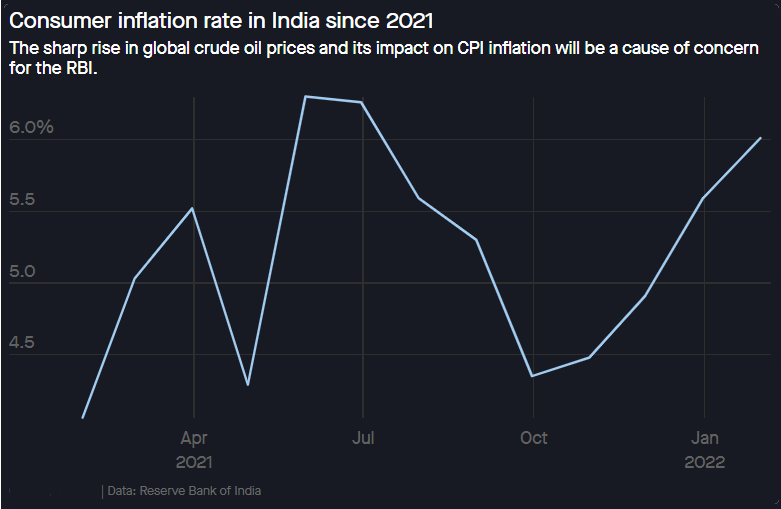 Consumer inflation rate in India since 2021
The sharp rise in global crude oil prices and its impact on CPI inflation will be a cause of concern
for the RBI.
6.0%
5.5
5.0
4.5
Apr Jul Oct Jan
2021 2022
| Data: Reserve Bank of India